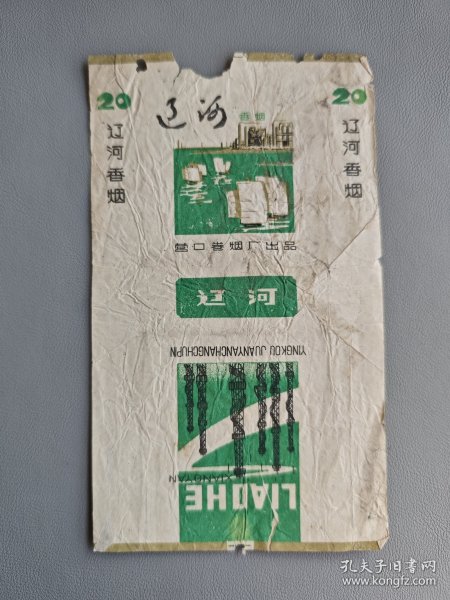 20
辽河香烟
辽河 香烟
20
辽河香烟
营口卷烟厂出品
辽河
YINGKOU JUANYANCHANGCHUPIN
XIANGYAN
LIAOHE
孔夫子旧书网
www.kongfz.com